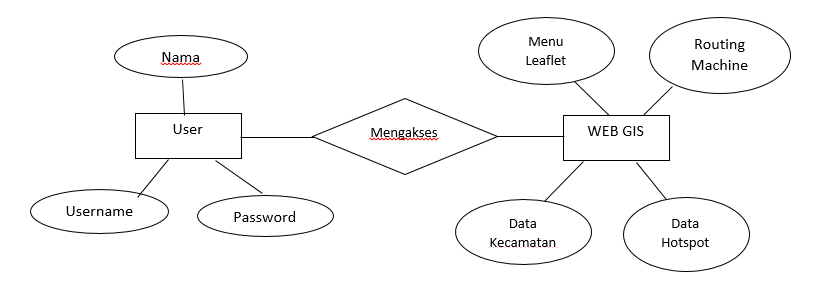 Menu
Leaflet
Routing
Machine
Nama
User
Mengakses
WEB GIS
Username
Password
Data
Kecamatan
Data
Hotspot